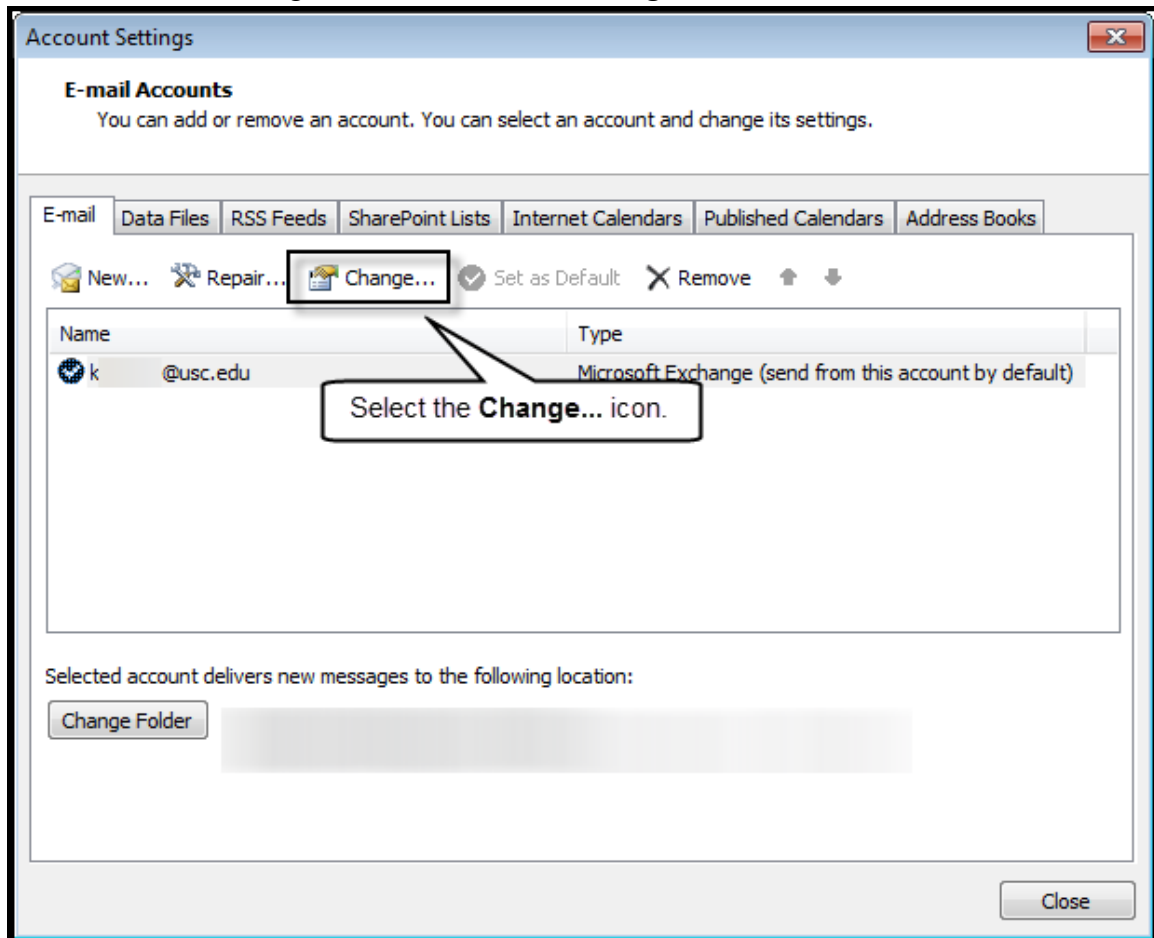 Account Settings
E-mail Accounts
You can add or remove an account. You can select an account and change its settings.
E-mail Data Files RSS Feeds SharePoint Lists Internet Calendars Published Calendars Address Books
New... Repair... Change... Set as Default Remove
Name Type
k @usc.edu Microsoft Exchange (send from this account by default)
Select the Change... icon.
Selected account delivers new messages to the following location:
Change Folder
Close